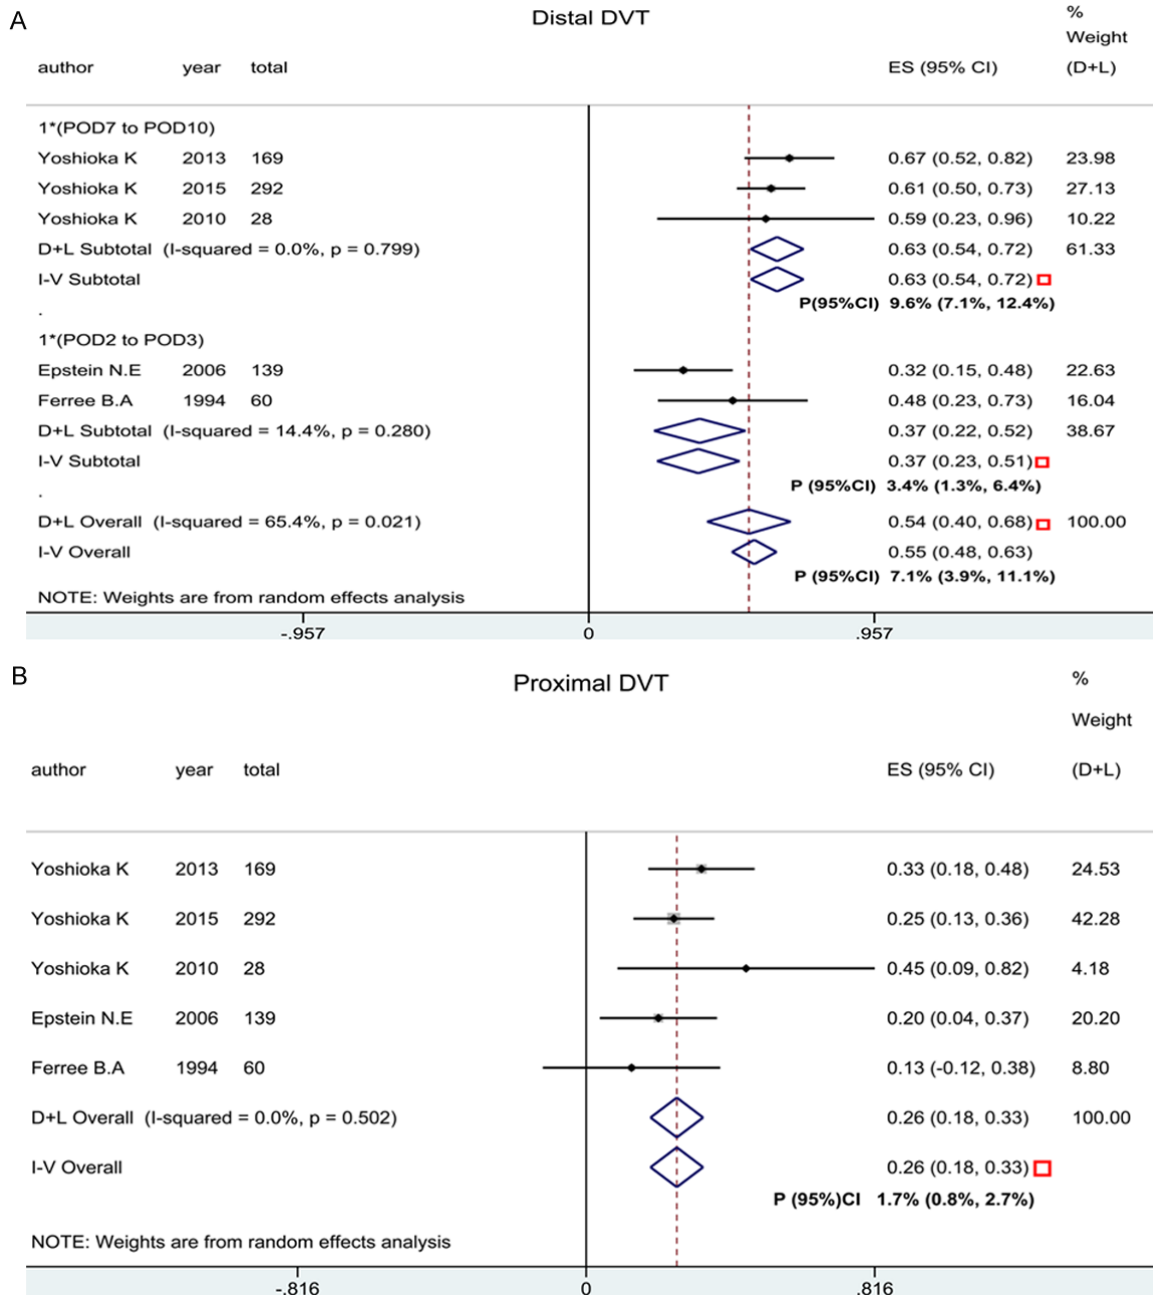 A
Distal DVT
%
Weight
author year total ES (95% CI) (D+L)
1*(POD7 to POD10)
Yoshioka K 2013 169 0.67 (0.52, 0.82) 23.98
Yoshioka K 2015 292 0.61 (0.50, 0.73) 27.13
Yoshioka K 2010 28 0.59 (0.23, 0.96) 10.22
D+L Subtotal (I-squared = 0.0%, p = 0.799) 0.63 (0.54, 0.72) 61.33
I-V Subtotal 0.63 (0.54, 0.72)
P(95%CI) 9.6% (7.1%, 12.4%)
.
1*(POD2 to POD3)
Epstein N.E 2006 139 0.32 (0.15, 0.48) 22.63
Ferree B.A 1994 60 0.48 (0.23, 0.73) 16.04
D+L Subtotal (I-squared = 14.4%, p = 0.280) 0.37 (0.22, 0.52) 38.67
I-V Subtotal 0.37 (0.23, 0.51)
P (95%CI) 3.4% (1.3%, 6.4%)
.
D+L Overall (I-squared = 65.4%, p = 0.021) 0.54 (0.40, 0.68) 100.00
I-V Overall 0.55 (0.48, 0.63)
P (95%CI) 7.1% (3.9%, 11.1%)
NOTE: Weights are from random effects analysis
-.957 0 .957
B
Proximal DVT
%
Weight
author year total ES (95% CI) (D+L)
Yoshioka K 2013 169 0.33 (0.18, 0.48) 24.53
Yoshioka K 2015 292 0.25 (0.13, 0.36) 42.28
Yoshioka K 2010 28 0.45 (0.09, 0.82) 4.18
Epstein N.E 2006 139 0.20 (0.04, 0.37) 20.20
Ferree B.A 1994 60 0.13 (-0.12, 0.38) 8.80
D+L Overall (I-squared = 0.0%, p = 0.502) 0.26 (0.18, 0.33) 100.00
I-V Overall 0.26 (0.18, 0.33)
P (95%)CI 1.7% (0.8%, 2.7%)
NOTE: Weights are from random effects analysis
-.816 0 .816